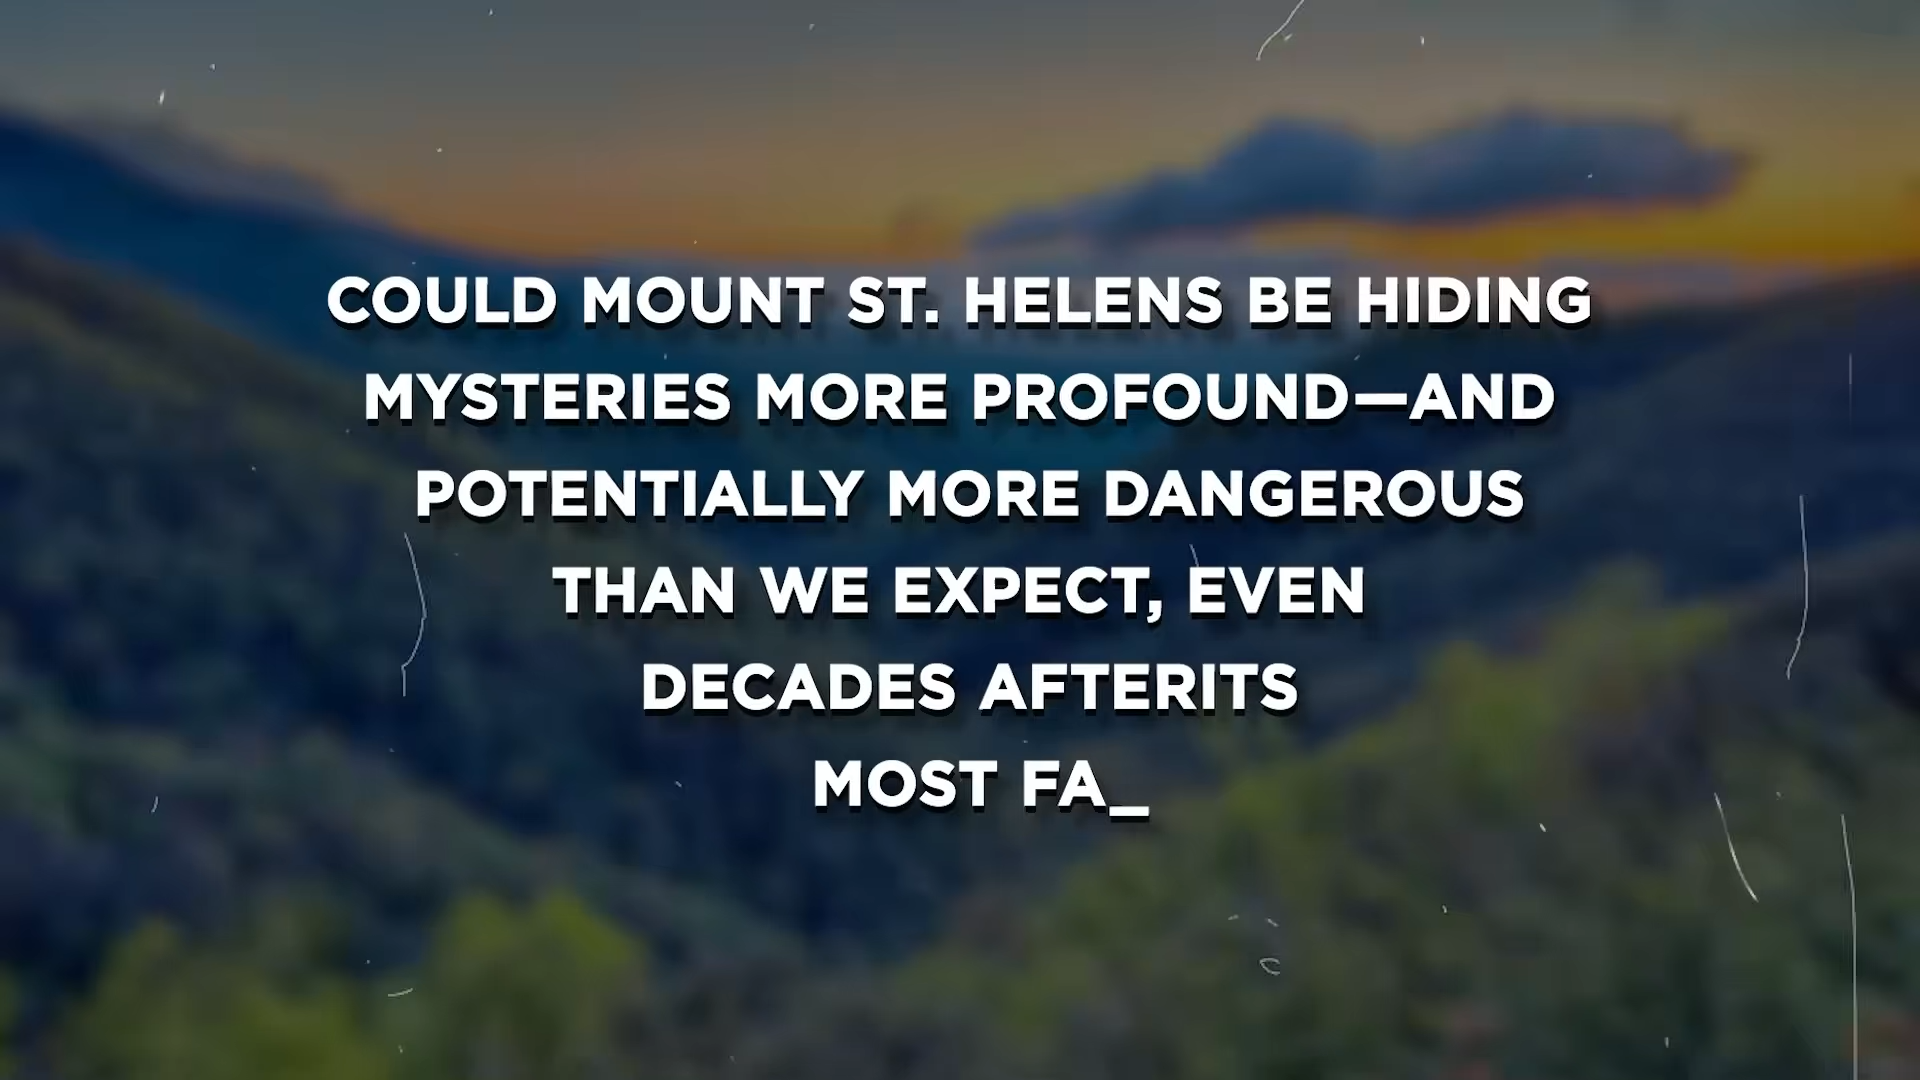 COULD MOUNT ST. HELENS BE HIDING
MYSTERIES MORE PROFOUND—AND
POTENTIALLY MORE DANGEROUS
THAN WE EXPECT, EVEN
DECADES AFTERITS
MOST FA_